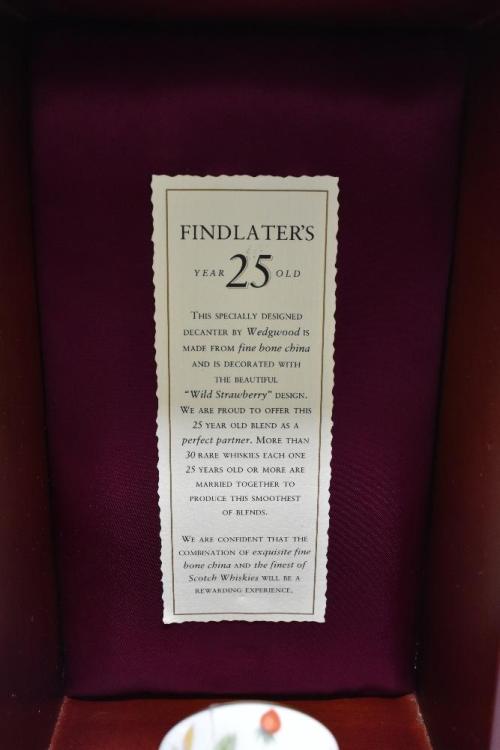 FINDLATER'S
YEAR 25 OLD
THIS SPECIALLY DESIGNED
DECANTER BY Wedgwood IS
MADE FROM fine bone china
AND IS DECORATED WITH
THE BEAUTIFUL
"Wild Strawberry" DESIGN.
WE ARE PROUD TO OFFER THIS
25 YEAR OLD BLEND AS A
perfect partner. MORE THAN
30 RARE WHISKIES EACH ONE
25 YEARS OLD OR MORE ARE
MARRIED TOGETHER TO
PRODUCE THIS SMOOTHEST
OF BLENDS.
WE ARE CONFIDENT THAT THE
COMBINATION OF exquisite fine
bone china AND the finest of
Scotch Whiskies WILL BE A
REWARDING EXPERIENCE.